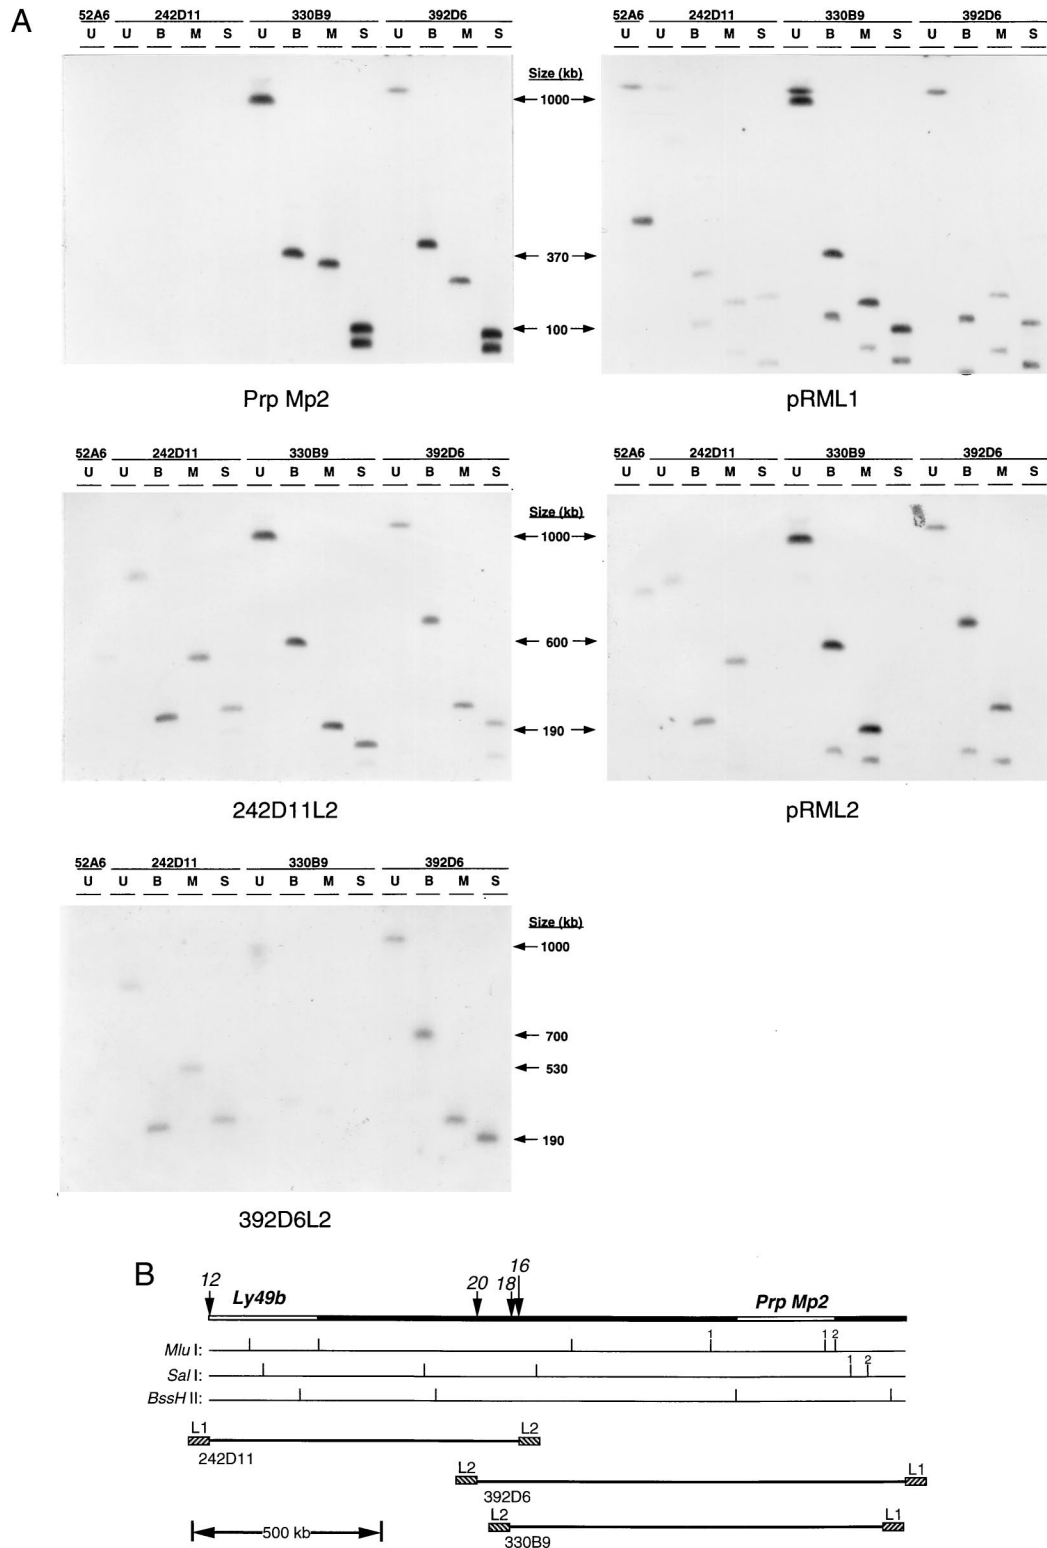 A
52A6 242D11 330B9 392D6
U U B M S U B M S U B M S
Size (kb)
1000
370
100
Prp Mp2
52A6 242D11 330B9 392D6
U U B M S U B M S U B M S
pRML1
52A6 242D11 330B9 392D6
U U B M S U B M S U B M S
Size (kb)
1000
600
190
242D11L2
52A6 242D11 330B9 392D6
U U B M S U B M S U B M S
pRML2
52A6 242D11 330B9 392D6
U U B M S U B M S U B M S
Size (kb)
1000
700
530
190
392D6L2
B
12 20 18 16
Ly49b Prp Mp2
Mlu I: 1 1 2
Sal I: 1 2
BssH II:
L1 L2
242D11
L2 L1
392D6
L2 L1
500 kb
330B9